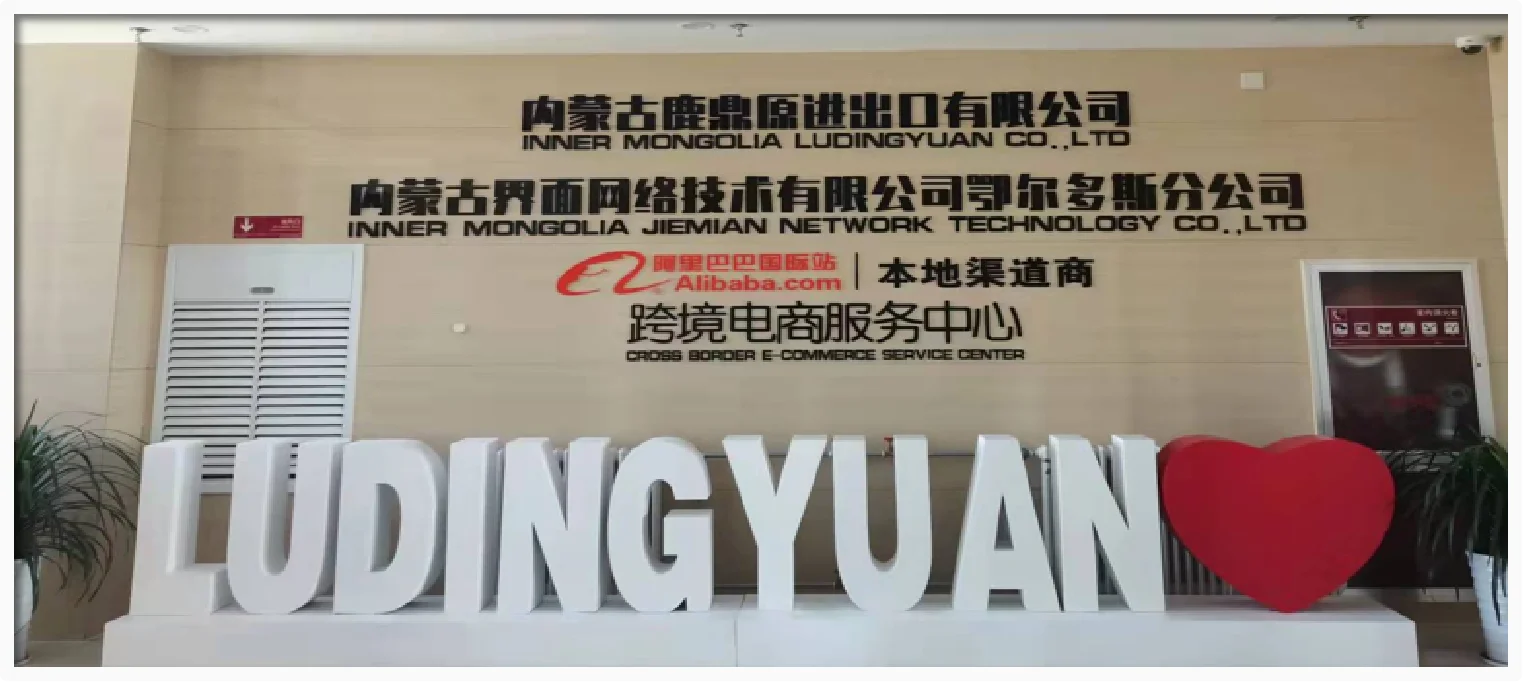 内蒙古鹿鼎原进出口有限公司
INNER MONGOLIA LUDINGYUAN CO.,LTD
内蒙古界面网络技术有限公司鄂尔多斯分公司
INNER MONGOLIA JIEMIAN NETWORK TECHNOLOGY CO.,LTD
阿里巴巴国际站
Alibaba.com
本地渠道商
跨境电商服务中心
CROSS BORDER E-COMMERCE SERVICE CENTER
LUDINGYUAN